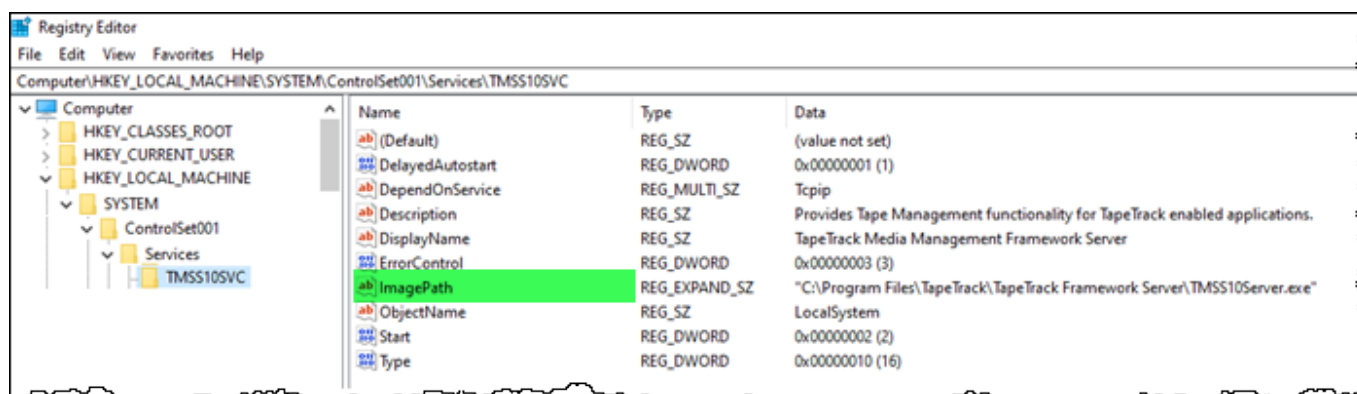 Registry Editor
File Edit View Favorites Help
Computer\HKEY_LOCAL_MACHINE\SYSTEM\ControlSet001\Services\TMSS10SVC
Computer
HKEY_CLASSES_ROOT
HKEY_CURRENT_USER
HKEY_LOCAL_MACHINE
SYSTEM
ControlSet001
Services
TMSS10SVC
Name Type Data
(Default) REG_SZ (value not set)
DelayedAutostart REG_DWORD 0x00000001 (1)
DependOnService REG_MULTI_SZ Tcpip
Description REG_SZ Provides Tape Management functionality for TapeTrack enabled applications.
DisplayName REG_SZ TapeTrack Media Management Framework Server
ErrorControl REG_DWORD 0x00000003 (3)
ImagePath REG_EXPAND_SZ "C:\Program Files\TapeTrack\TapeTrack Framework Server\TMSS10Server.exe"
ObjectName REG_SZ LocalSystem
Start REG_DWORD 0x00000002 (2)
Type REG_DWORD 0x00000010 (16)